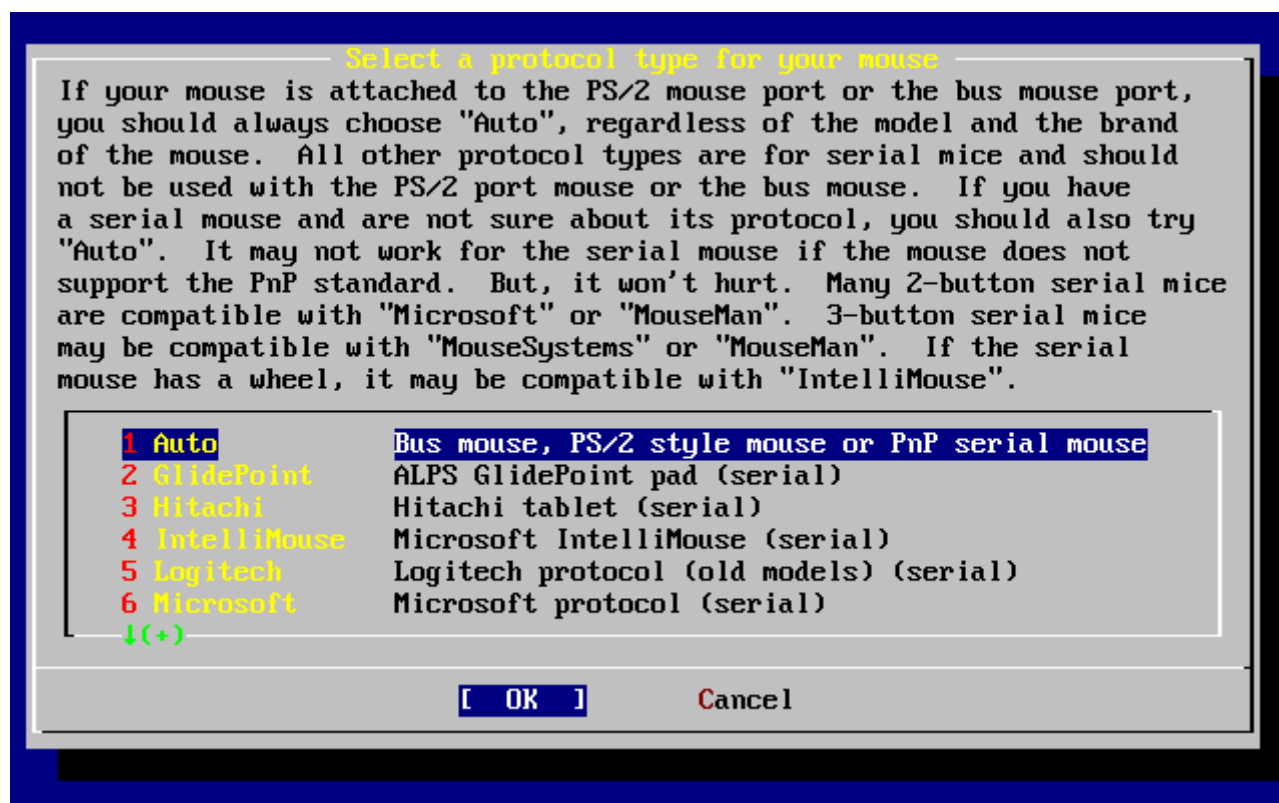 Select a protocol type for your mouse
If your mouse is attached to the PS/2 mouse port or the bus mouse port,
you should always choose "Auto", regardless of the model and the brand
of the mouse.  All other protocol types are for serial mice and should
not be used with the PS/2 port mouse or the bus mouse.  If you have
a serial mouse and are not sure about its protocol, you should also try
"Auto".  It may not work for the serial mouse if the mouse does not
support the PnP standard.  But, it won't hurt.  Many 2-button serial mice
are compatible with "Microsoft" or "MouseMan".  3-button serial mice
may be compatible with "MouseSystems" or "MouseMan".  If the serial
mouse has a wheel, it may be compatible with "IntelliMouse".
1 Auto Bus mouse, PS/2 style mouse or PnP serial mouse
2 GlidePoint ALPS GlidePoint pad (serial)
3 Hitachi Hitachi tablet (serial)
4 IntelliMouse Microsoft IntelliMouse (serial)
5 Logitech Logitech protocol (old models) (serial)
6 Microsoft Microsoft protocol (serial)
↓(+)
[ OK ] Cancel